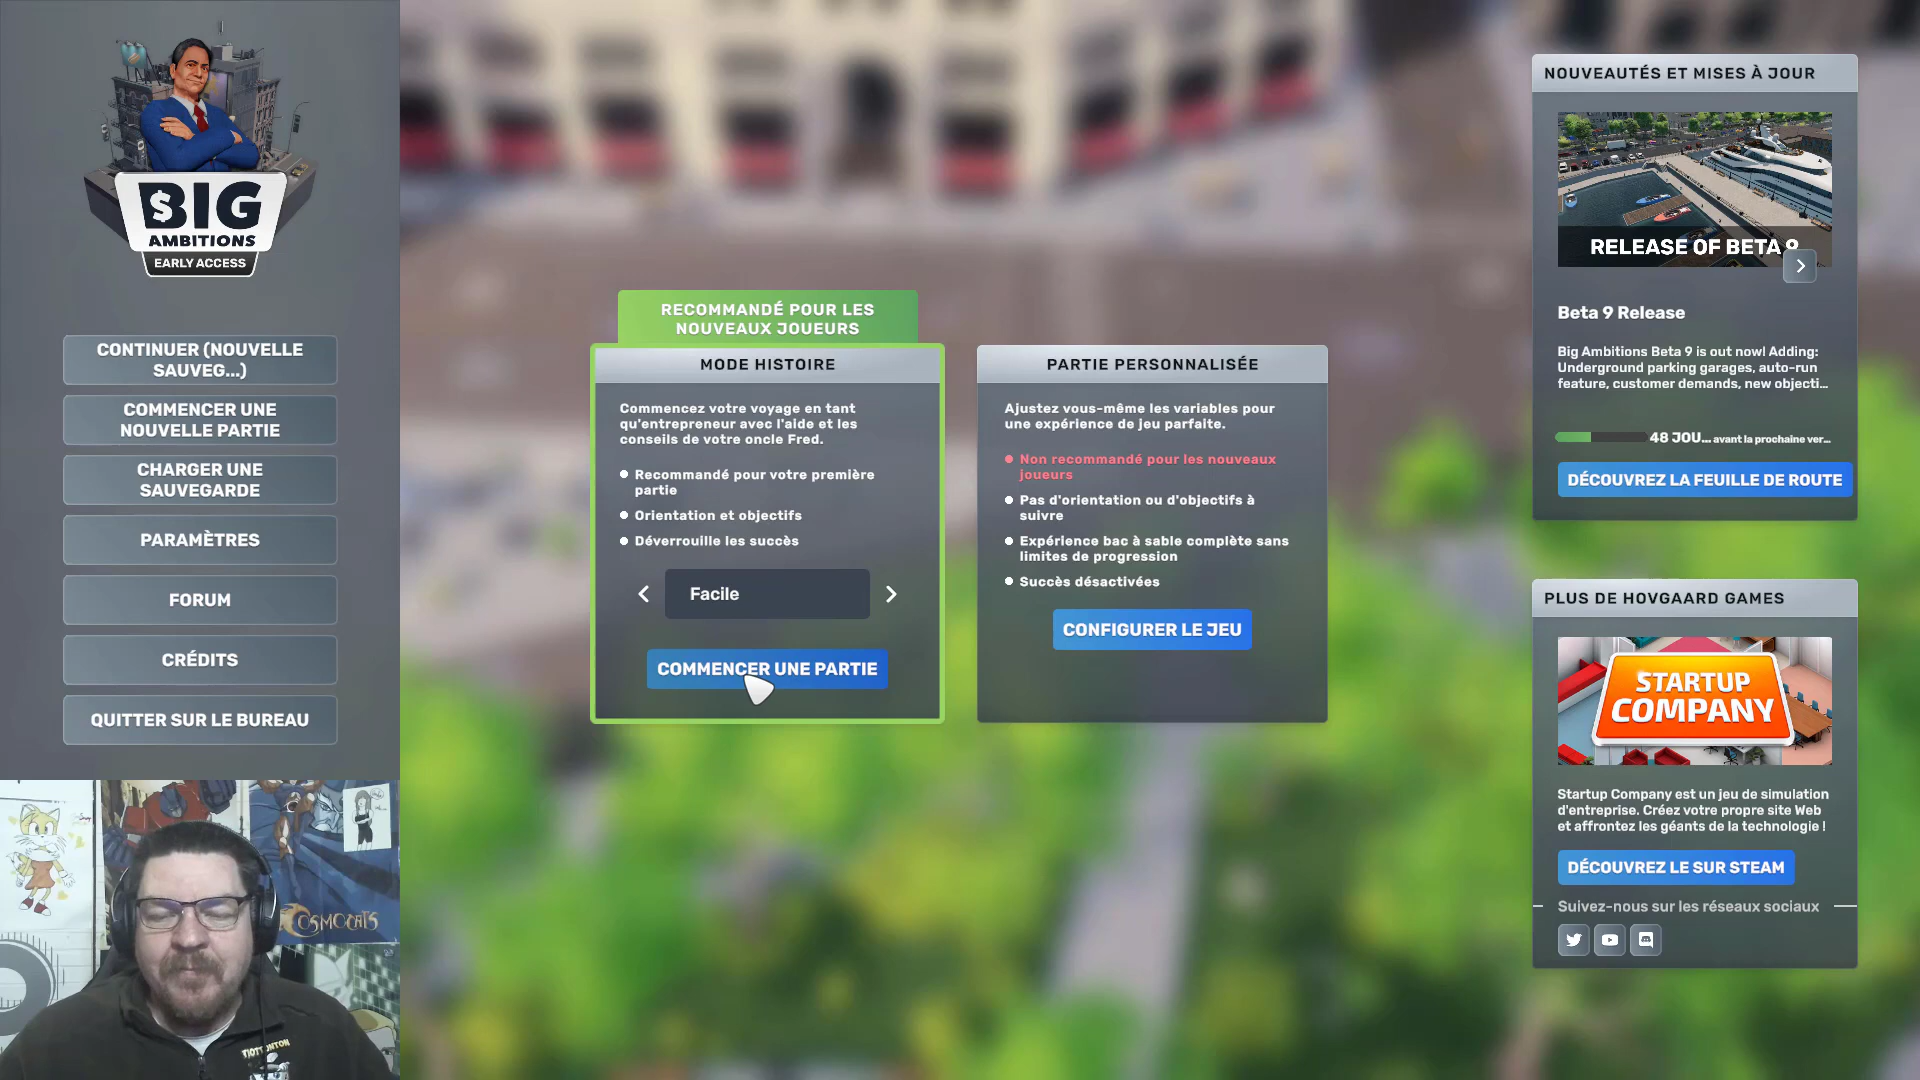 $BIG
AMBITIONS
EARLY ACCESS
CONTINUER (NOUVELLE
SAUVEG...)
COMMENCER UNE
NOUVELLE PARTIE
CHARGER UNE
SAUVEGARDE
PARAMÈTRES
FORUM
CRÉDITS
QUITTER SUR LE BUREAU
RECOMMANDÉ POUR LES
NOUVEAUX JOUEURS
MODE HISTOIRE
Commencez votre voyage en tant
qu'entrepreneur avec l'aide et les
conseils de votre oncle Fred.
Recommandé pour votre première
partie
Orientation et objectifs
Déverrouille les succès
Facile
COMMENCER UNE PARTIE
PARTIE PERSONNALISÉE
Ajustez vous-même les variables pour
une expérience de jeu parfaite.
Non recommandé pour les nouveaux
joueurs
Pas d'orientation ou d'objectifs à
suivre
Expérience bac à sable complète sans
limites de progression
Succès désactivées
CONFIGURER LE JEU
NOUVEAUTÉS ET MISES À JOUR
RELEASE OF BETA 9
Beta 9 Release
Big Ambitions Beta 9 is out now! Adding:
Underground parking garages, auto-run
feature, customer demands, new objecti...
48 JOU... avant la prochaine ver...
DÉCOUVREZ LA FEUILLE DE ROUTE
PLUS DE HOVGAARD GAMES
STARTUP
COMPANY
Startup Company est un jeu de simulation
d'entreprise. Créez votre propre site Web
et affrontez les géants de la technologie !
DÉCOUVREZ LE SUR STEAM
Suivez-nous sur les réseaux sociaux
COSMOCATS